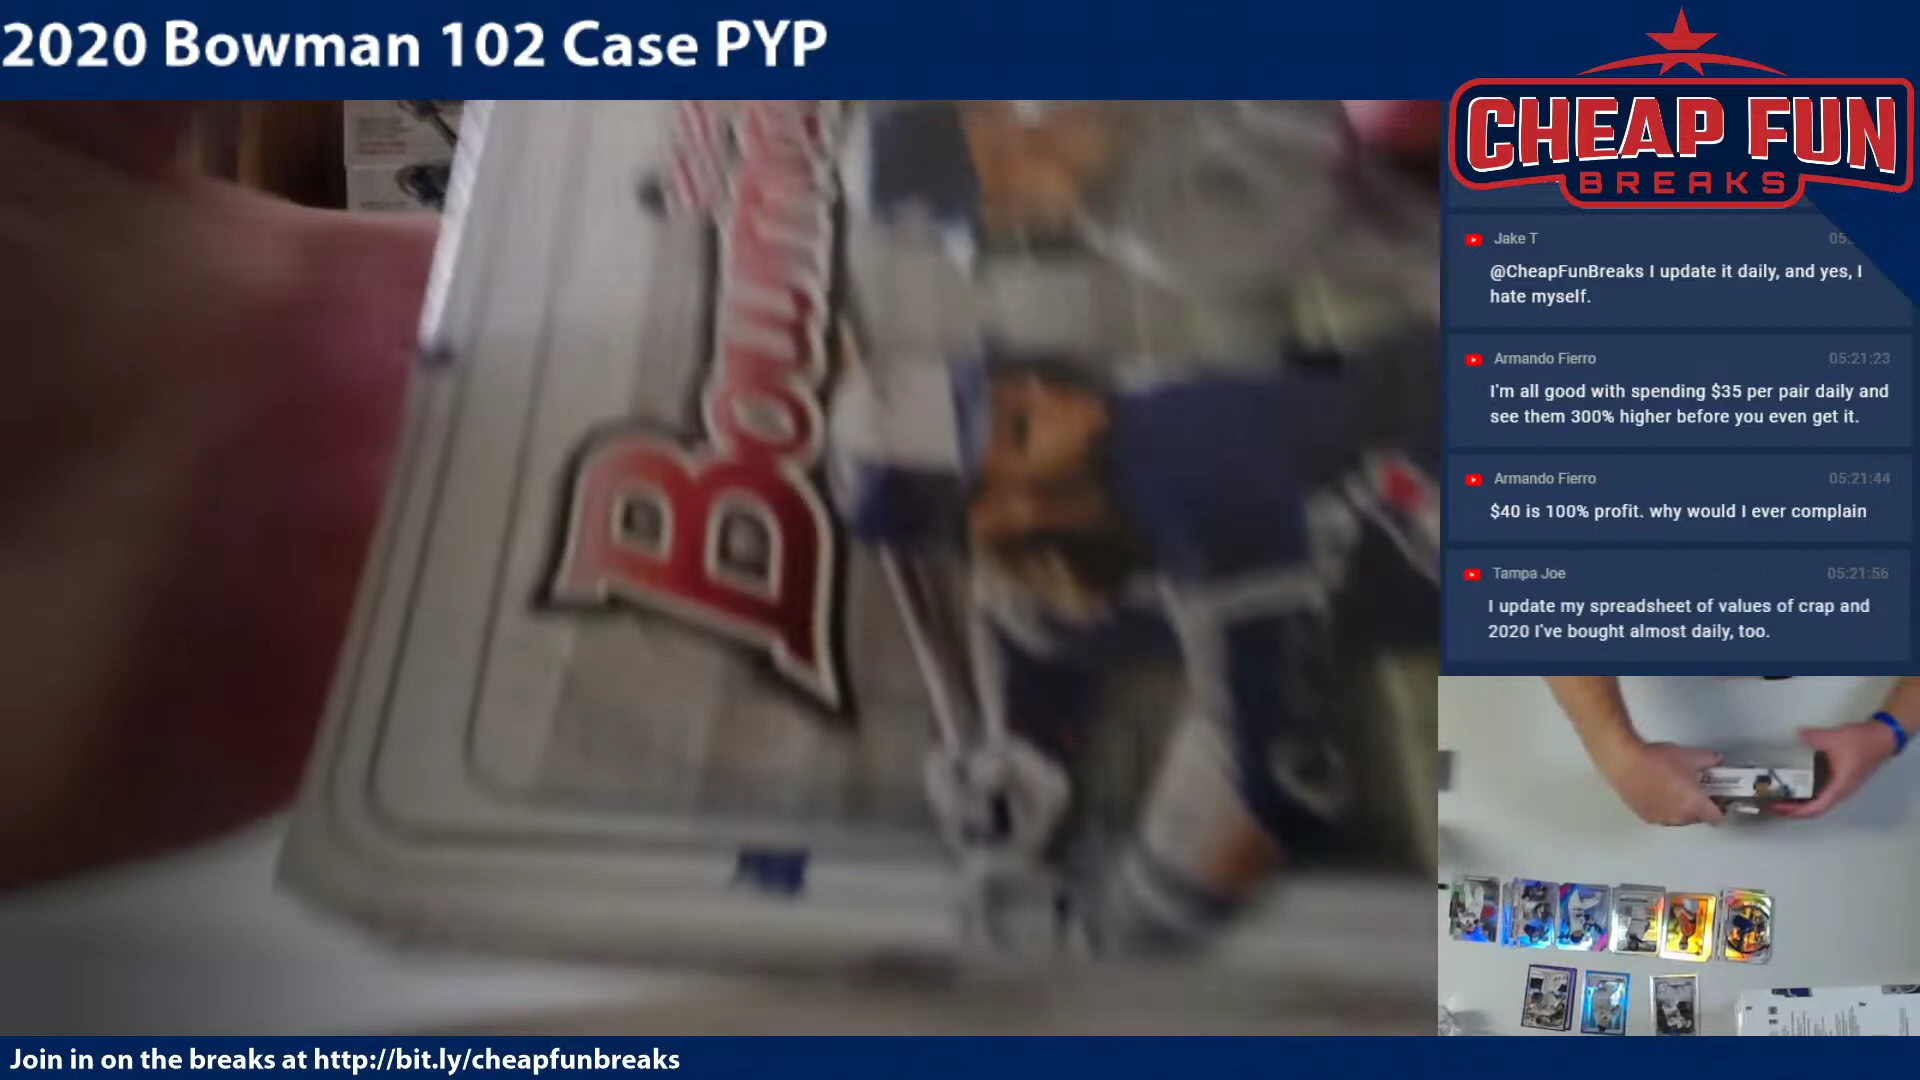 2020 Bowman 102 Case PYP
CHEAP FUN
BREAKS
Jake T
@CheapFunBreaks I update it daily, and yes, I
hate myself.
Armando Fierro 05:21:23
I'm all good with spending $35 per pair daily and
see them 300% higher before you even get it.
Armando Fierro 05:21:44
$40 is 100% profit. why would I ever complain
Tampa Joe 05:21:56
I update my spreadsheet of values of crap and
2020 I've bought almost daily, too.
Bowman
Join in on the breaks at http://bit.ly/cheapfunbreaks